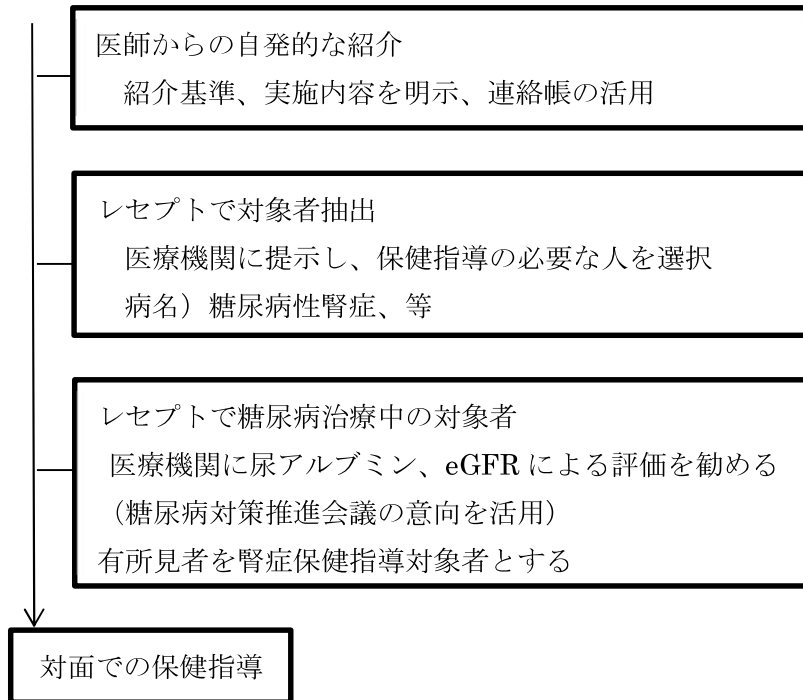 医師からの自発的な紹介
紹介基準、実施内容を明示、連絡帳の活用
レセプトで対象者抽出
医療機関に提示し、保健指導の必要な人を選択
病名）糖尿病性腎症、等
レセプトで糖尿病治療中の対象者
医療機関に尿アルブミン、eGFR による評価を勧める
（糖尿病対策推進会議の意向を活用）
有所見者を腎症保健指導対象者とする
対面での保健指導